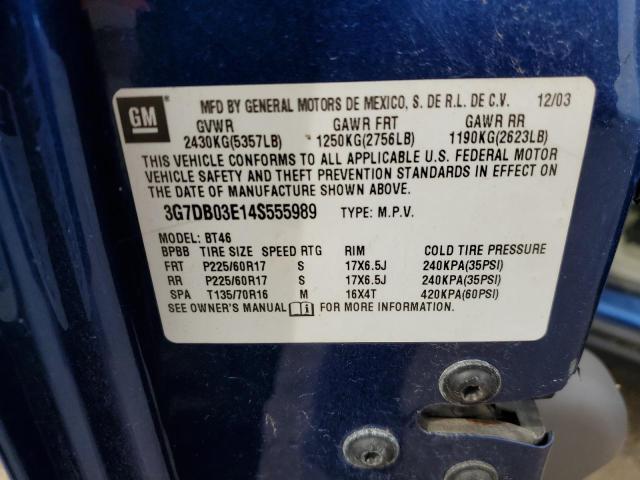 GM
MFD BY GENERAL MOTORS DE MEXICO, S. DE R.L. DE C.V. 12/03
GVWR GAWR FRT GAWR RR
2430KG(5357LB) 1250KG(2756LB) 1190KG(2623LB)
THIS VEHICLE CONFORMS TO ALL APPLICABLE U.S. FEDERAL MOTOR
VEHICLE SAFETY AND THEFT PREVENTION STANDARDS IN EFFECT ON
THE DATE OF MANUFACTURE SHOWN ABOVE.
3G7DB03E14S555989 TYPE: M.P.V.
MODEL: BT46
BPBB TIRE SIZE SPEED RTG RIM COLD TIRE PRESSURE
FRT P225/60R17 S 17X6.5J 240KPA(35PSI)
RR P225/60R17 S 17X6.5J 240KPA(35PSI)
SPA T135/70R16 M 16X4T 420KPA(60PSI)
SEE OWNER'S MANUAL FOR MORE INFORMATION.